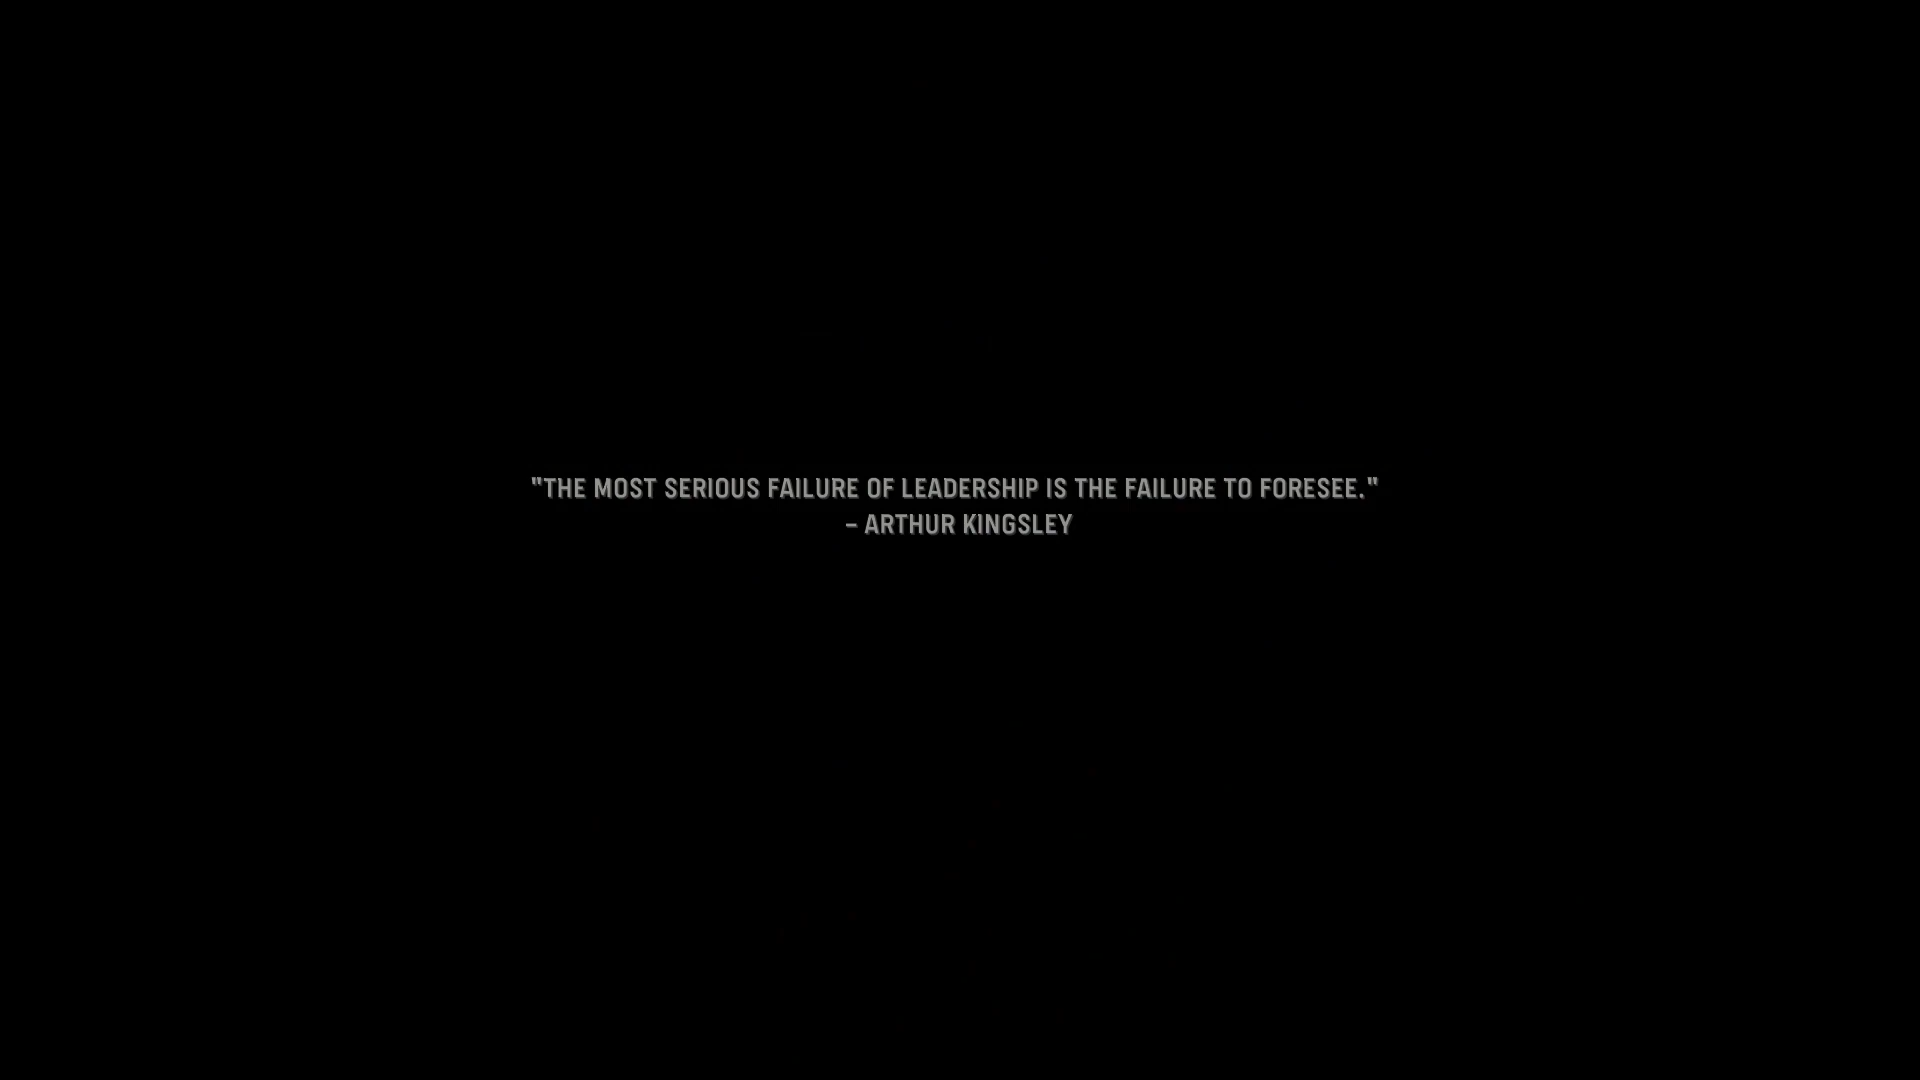 "THE MOST SERIOUS FAILURE OF LEADERSHIP IS THE FAILURE TO FORESEE."
– ARTHUR KINGSLEY